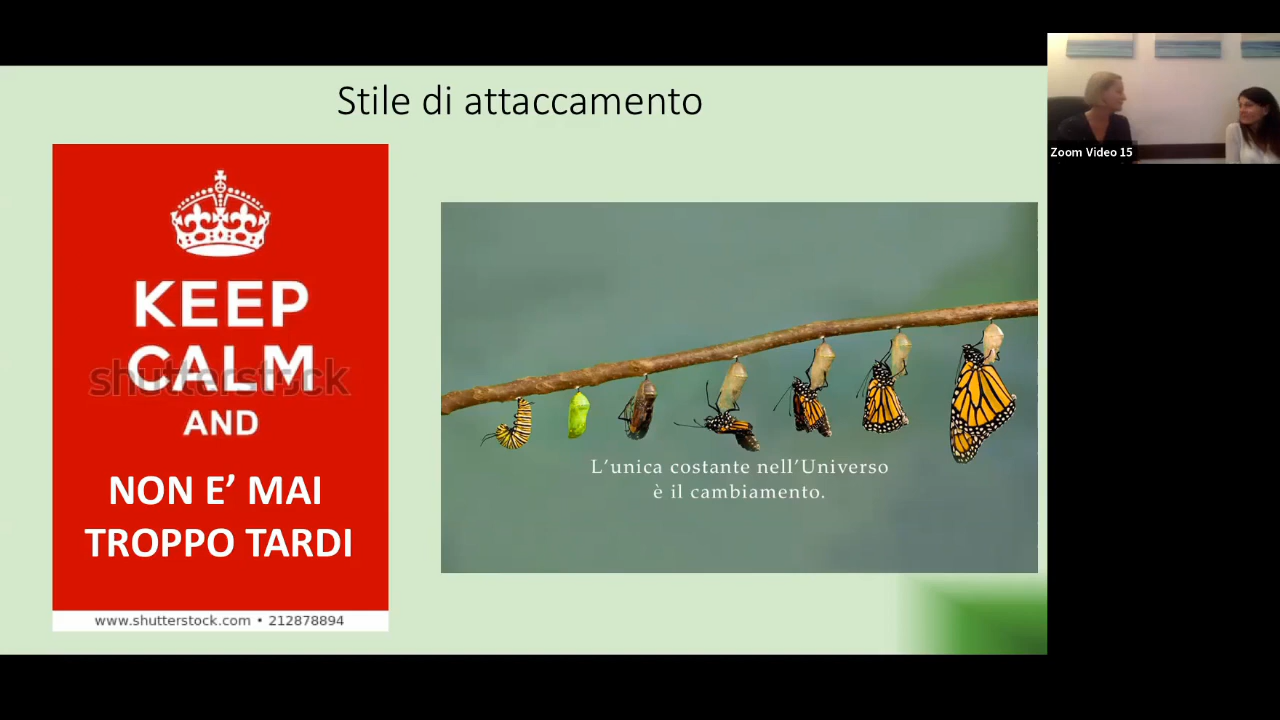 Stile di attaccamento
KEEP
CALM
shutterstock
AND
NON E’ MAI
TROPPO TARDI
www.shutterstock.com • 212878894
L’unica costante nell’Universo
è il cambiamento.
Zoom Video 15